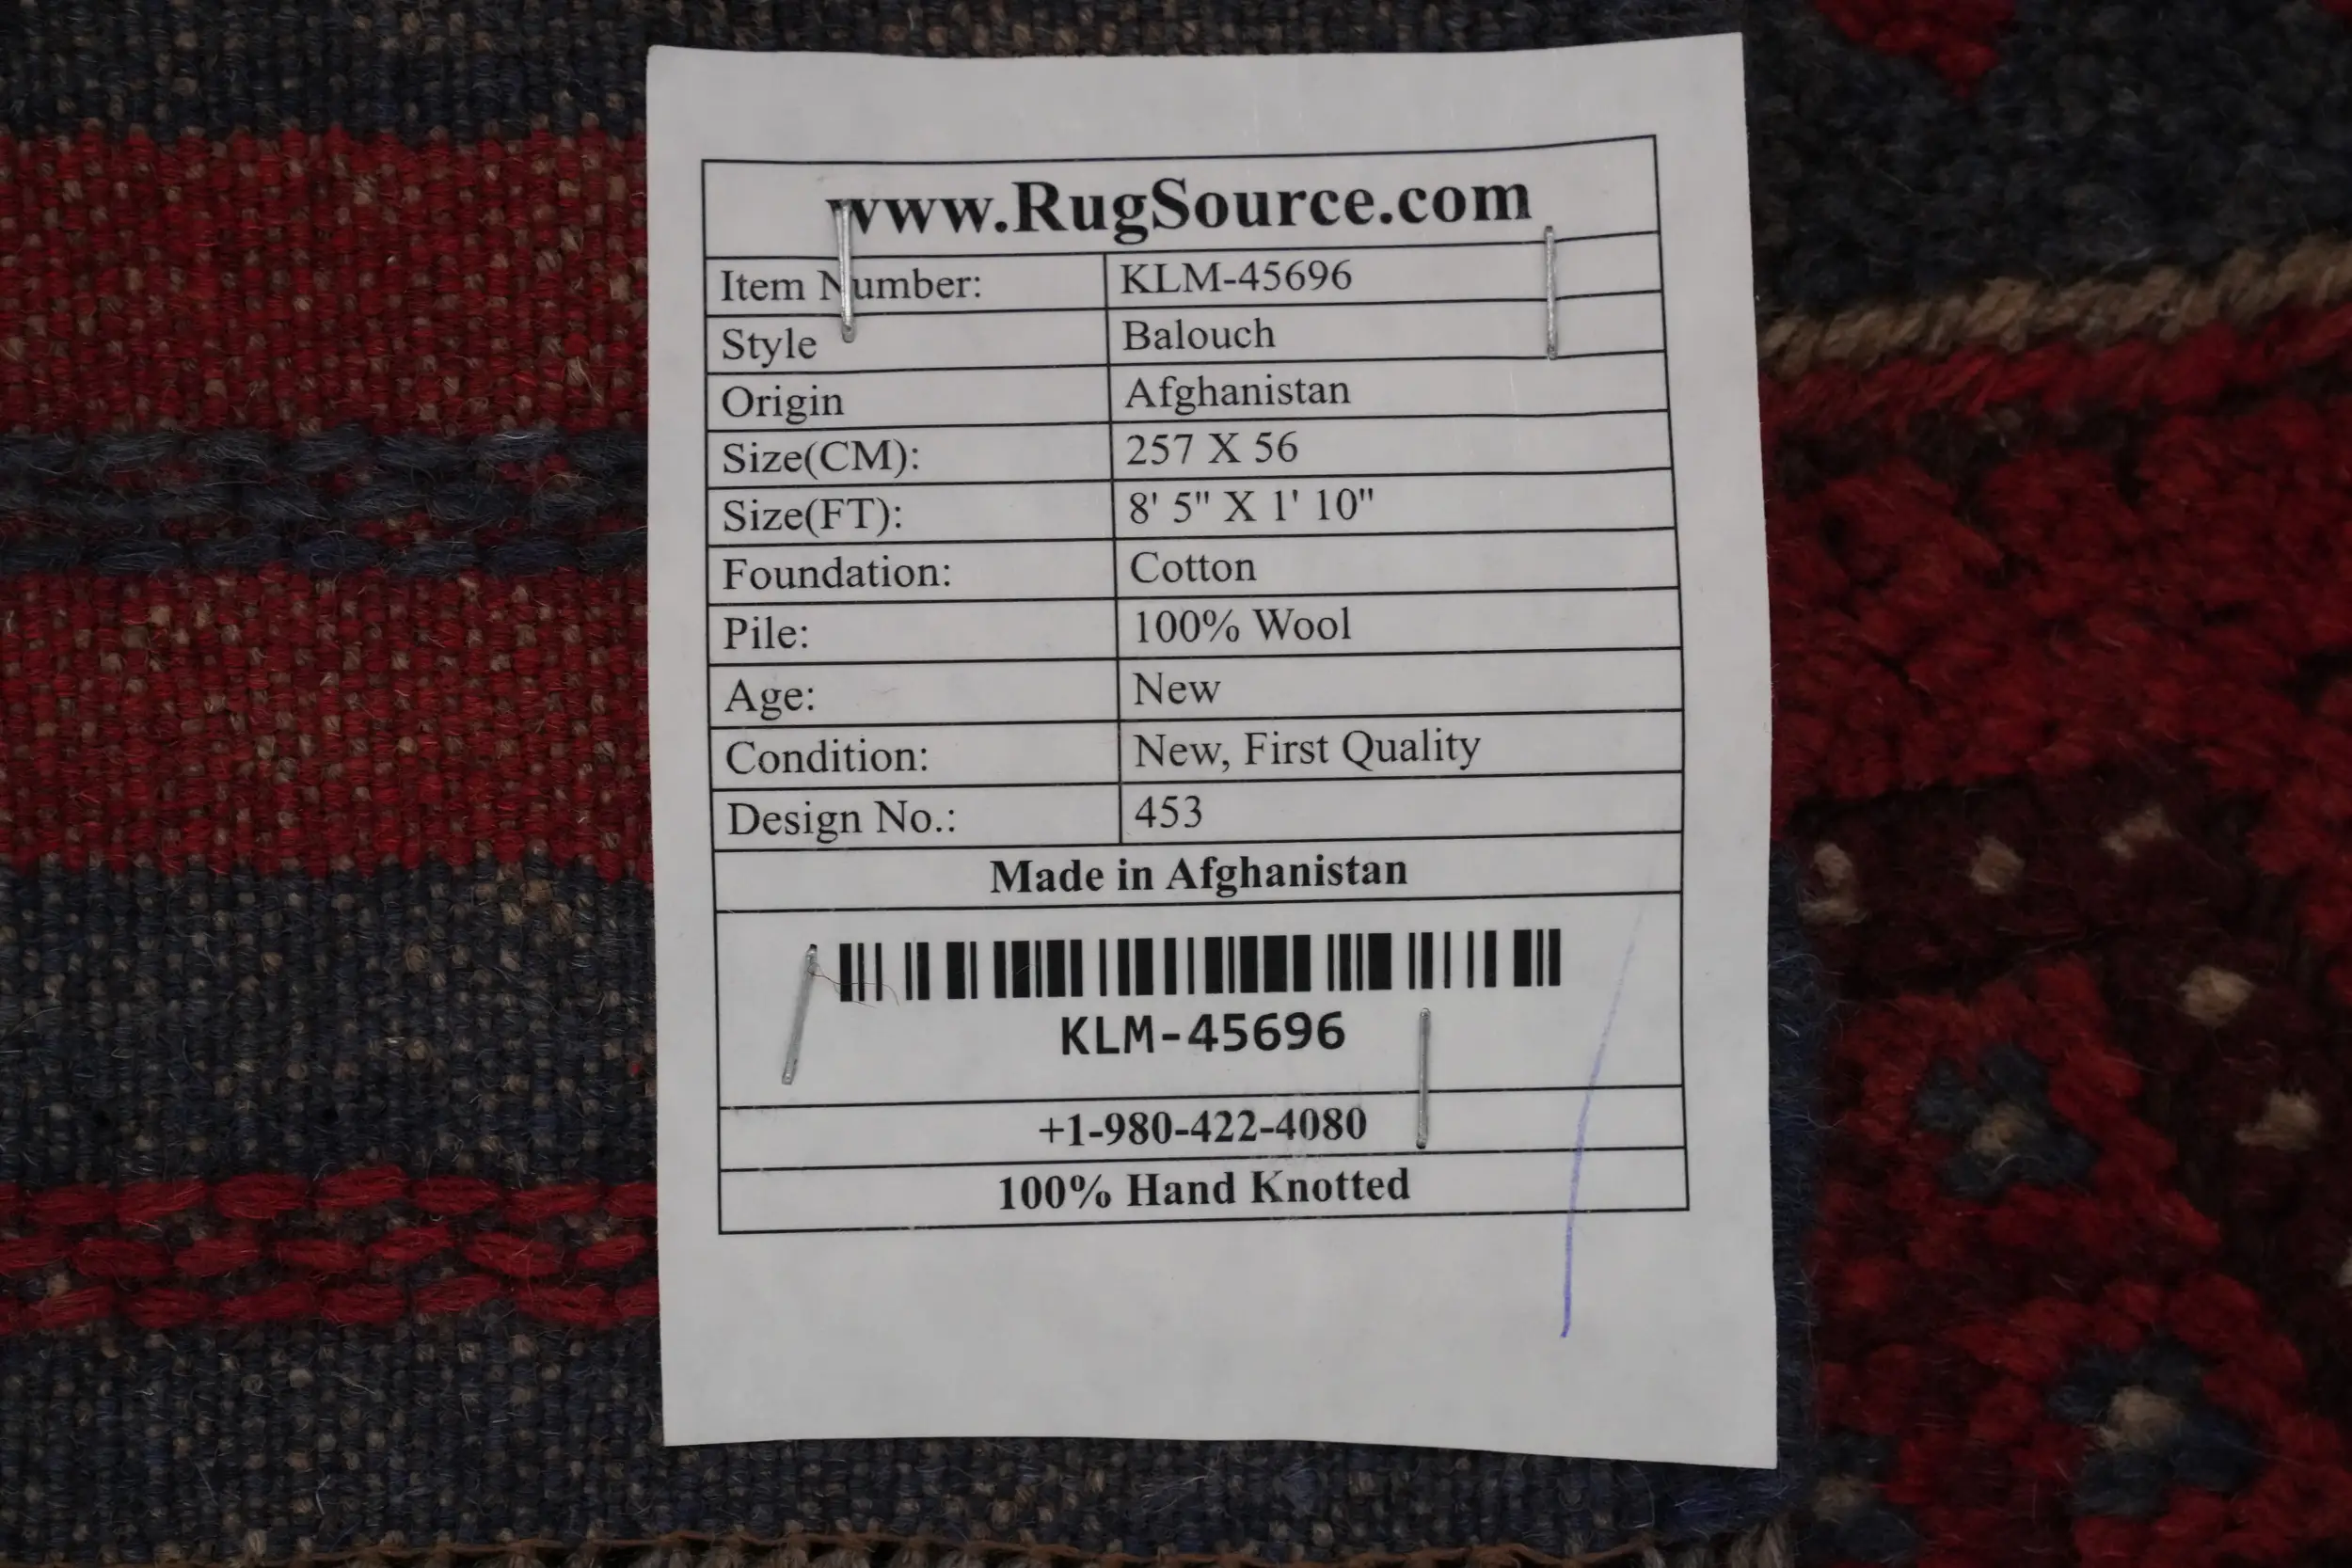 www.RugSource.com
Item Number: KLM-45696
Style Balouch
Origin Afghanistan
Size(CM): 257 X 56
Size(FT): 8' 5" X 1' 10"
Foundation: Cotton
Pile: 100% Wool
Age: New
Condition: New, First Quality
Design No.: 453
Made in Afghanistan
KLM-45696
+1-980-422-4080
100% Hand Knotted